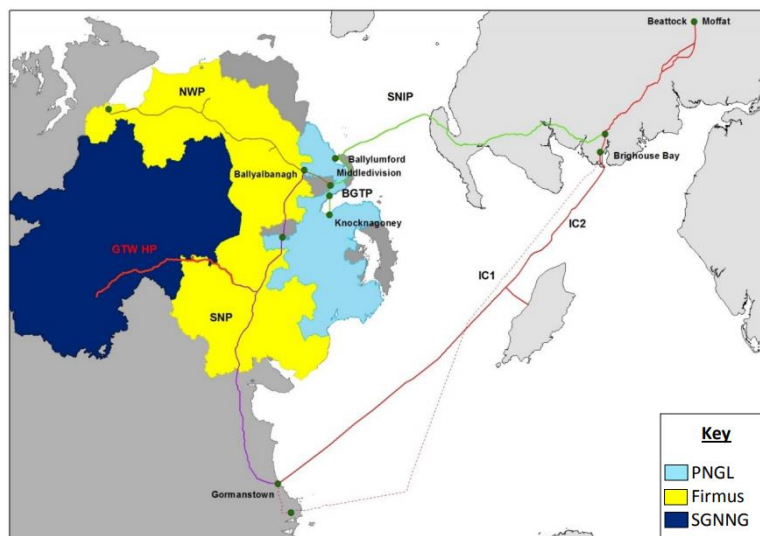 Beattock
Moffat
NWP
SNIP
Ballylumford
Ballyalbanagh
Middledivision
Brighouse Bay
BGTP
Knocknagoney
IC2
GTW HP
IC1
SNP
Gormanstown
Key
PNGL
Firmus
SGNNG